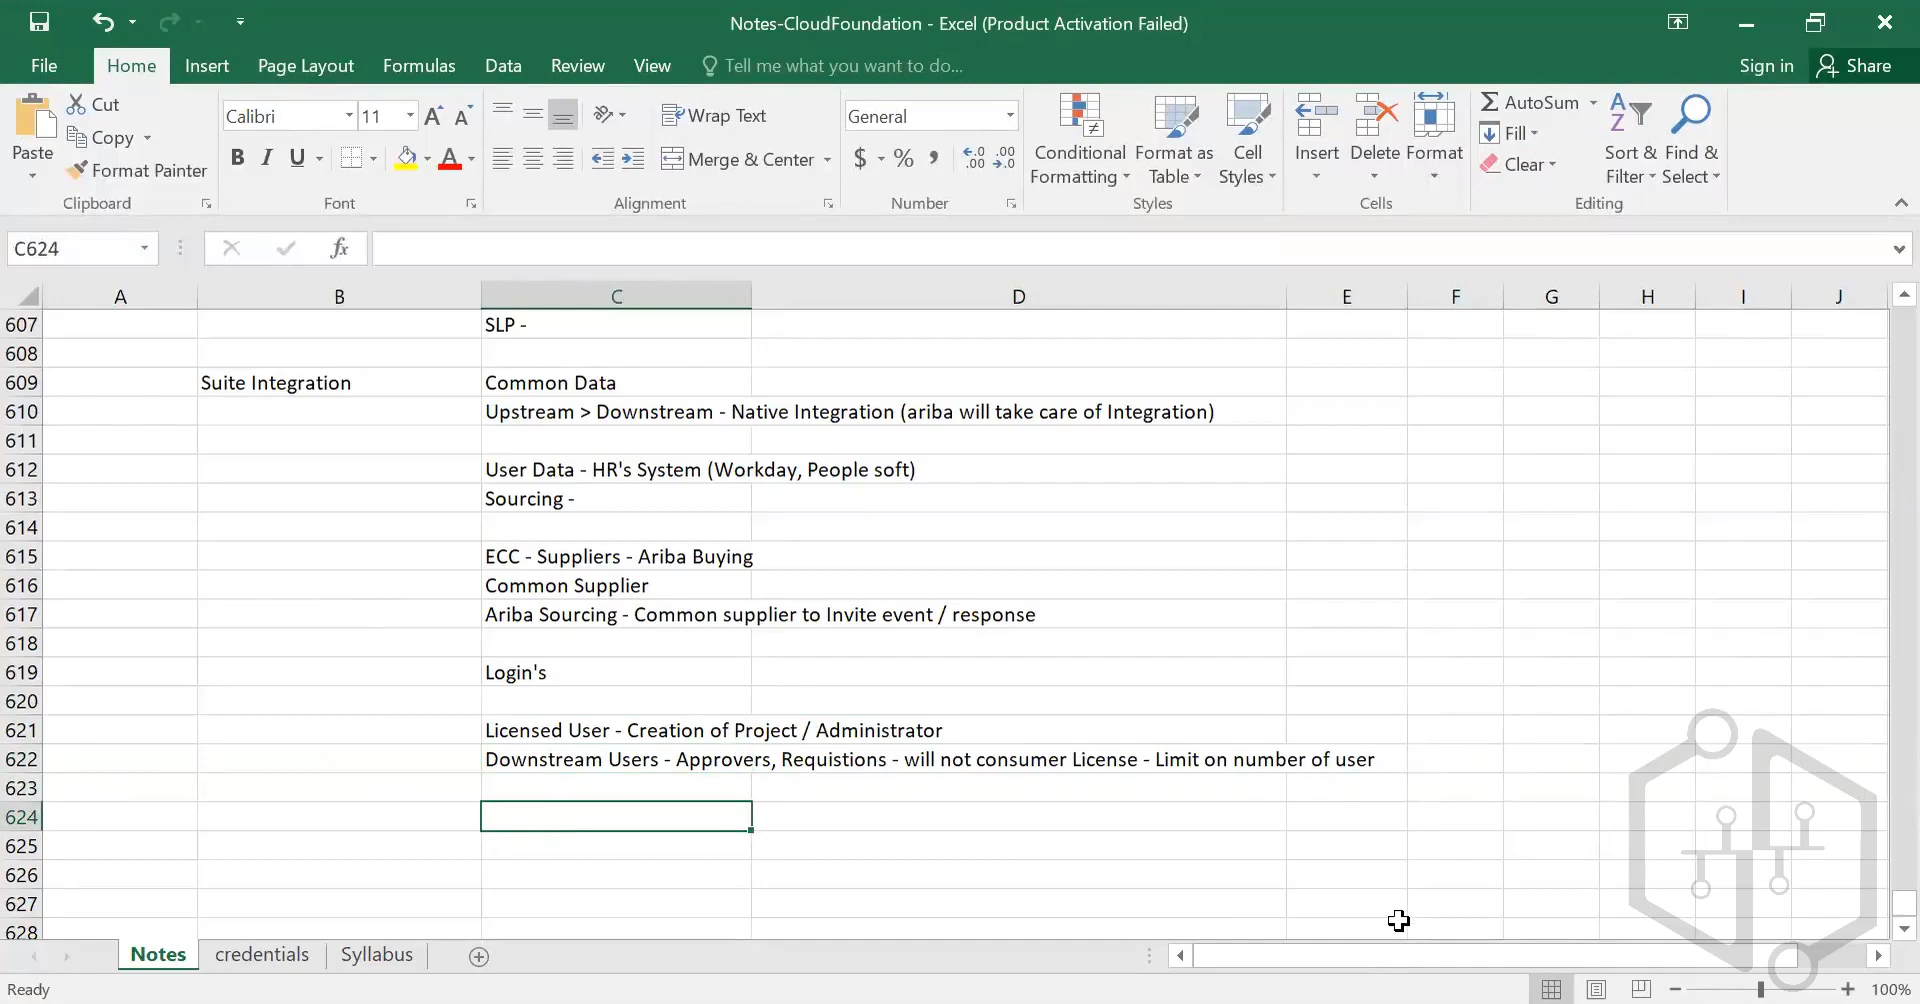 Notes-CloudFoundation - Excel (Product Activation Failed)
File Home Insert Page Layout Formulas Data Review View Tell me what you want to do... Sign in Share
Paste
Cut
Copy
Format Painter
Clipboard
Calibri 11
B I U
Font
Wrap Text
Merge & Center
Alignment
General
$ % ,
Number
Conditional Formatting
Format as Table
Cell Styles
Styles
Insert
Delete
Format
Cells
AutoSum
Fill
Clear
Sort & Filter
Find & Select
Editing
C624
fx
A B C D E F G H I J
607 SLP -
608
609 Suite Integration Common Data
610 Upstream > Downstream - Native Integration (ariba will take care of Integration)
611
612 User Data - HR's System (Workday, People soft)
613 Sourcing -
614
615 ECC - Suppliers - Ariba Buying
616 Common Supplier
617 Ariba Sourcing - Common supplier to Invite event / response
618
619 Login's
620
621 Licensed User - Creation of Project / Administrator
622 Downstream Users - Approvers, Requistions - will not consumer License - Limit on number of user
623
624
625
626
627
628
Notes credentials Syllabus
Ready
100%